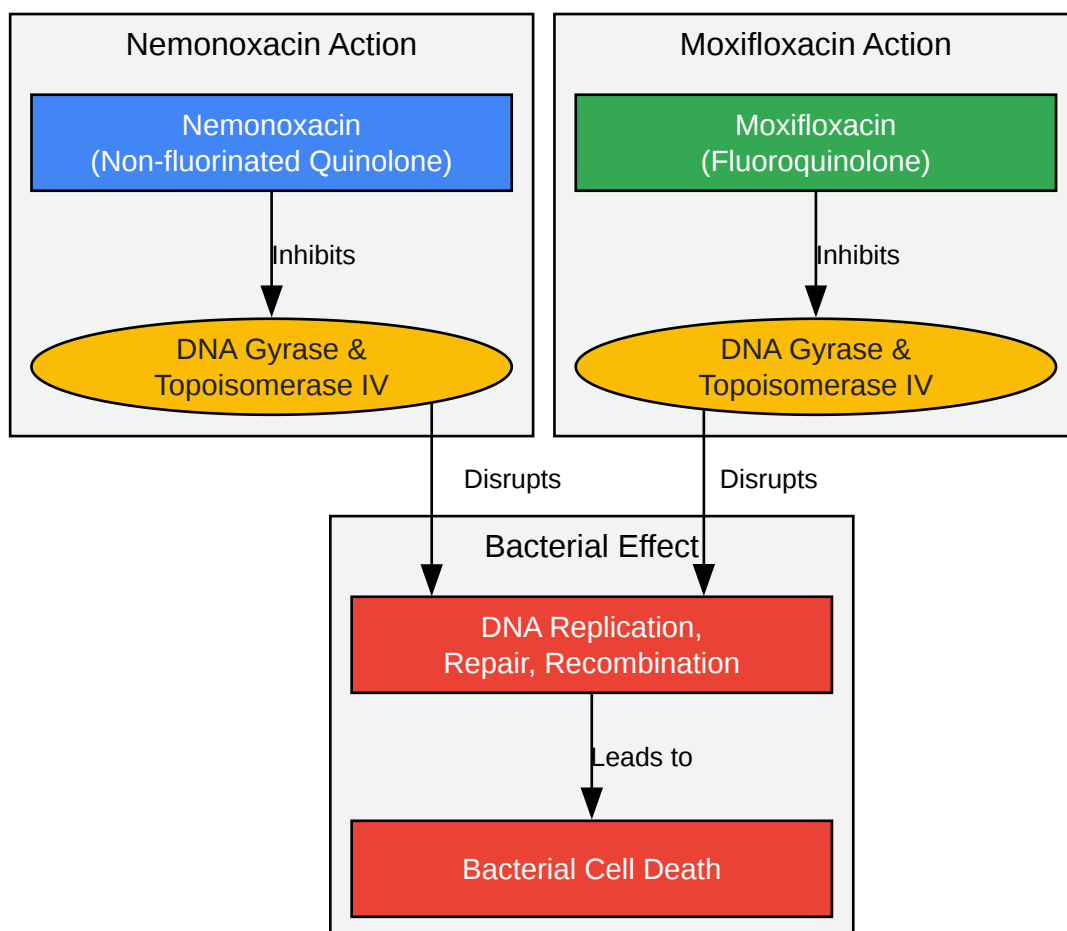 Nemonoxacin Action
Nemonoxacin
(Non-fluorinated Quinolone)
Inhibits
DNA Gyrase &
Topoisomerase IV
Disrupts
Moxifloxacin Action
Moxifloxacin
(Fluoroquinolone)
Inhibits
DNA Gyrase &
Topoisomerase IV
Disrupts
Bacterial Effect
DNA Replication,
Repair, Recombination
Leads to
Bacterial Cell Death